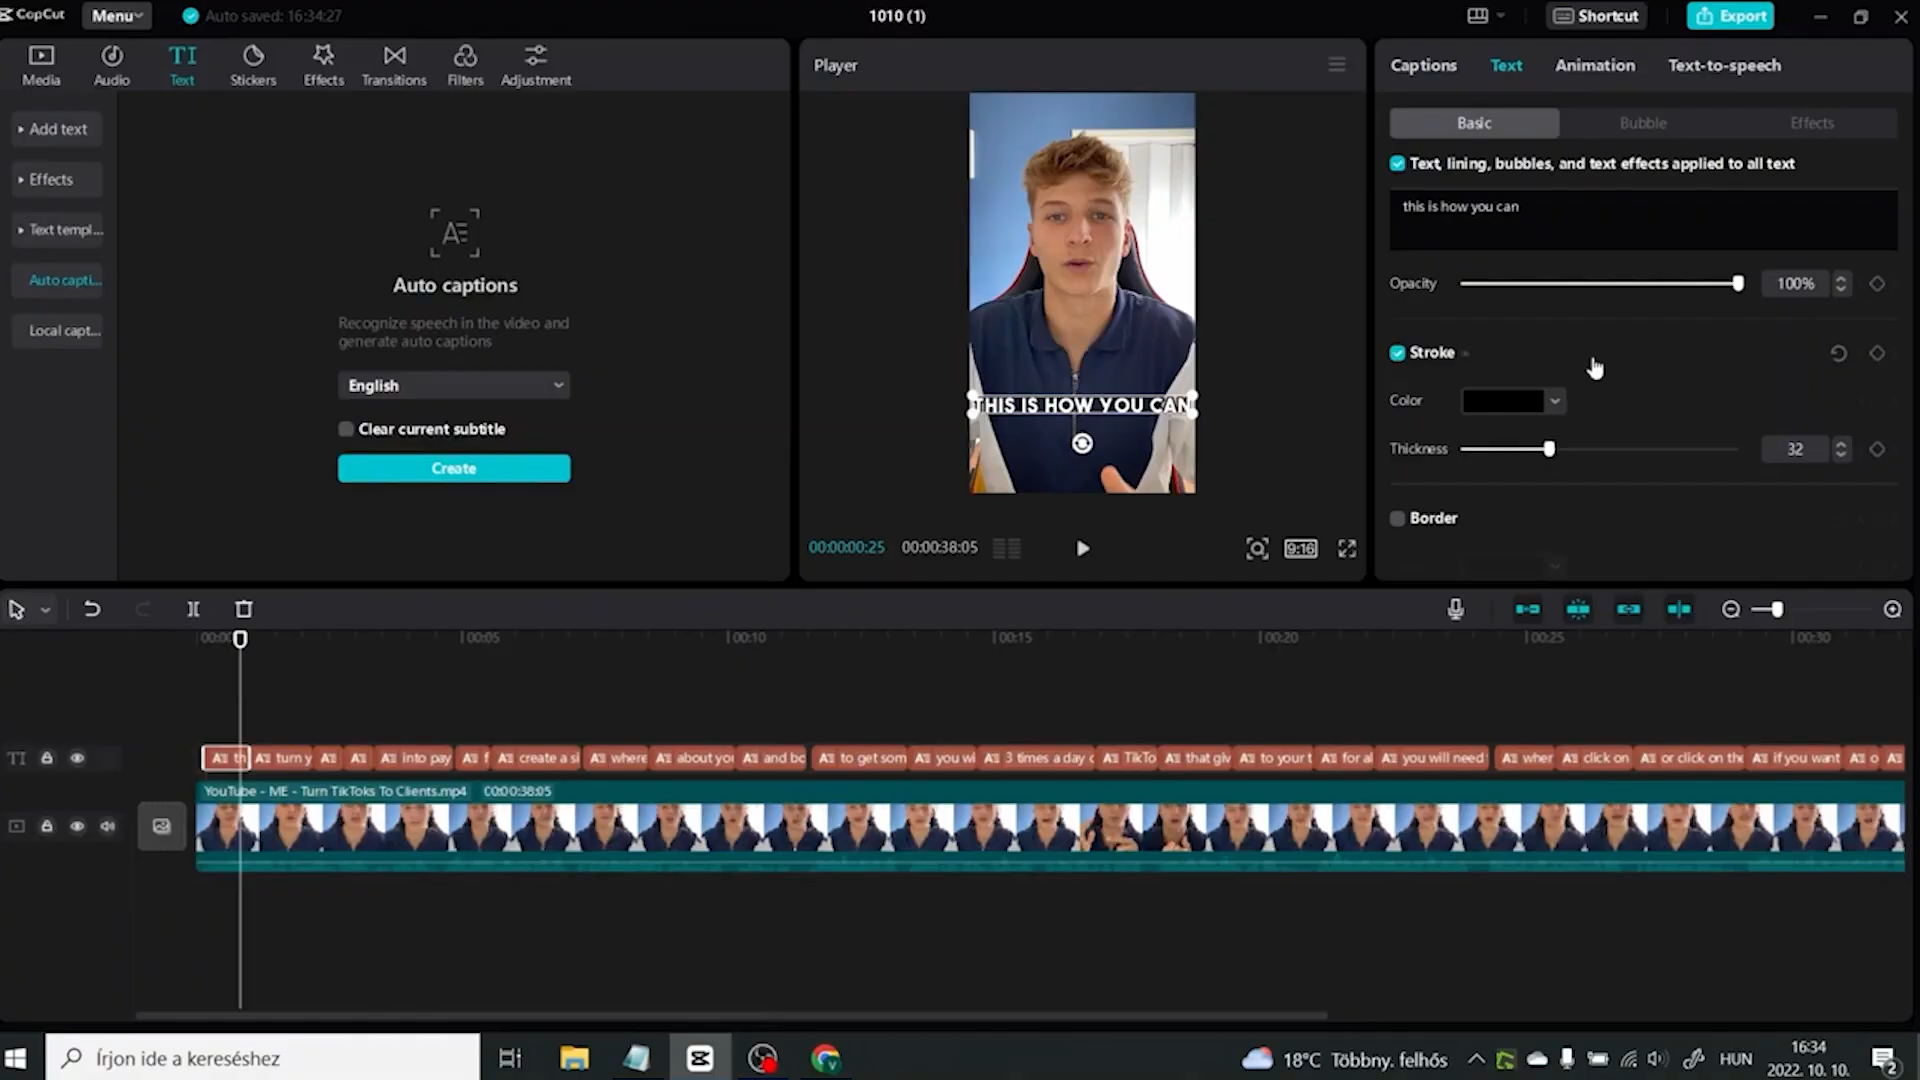 CopCut
Menu
Auto saved: 16:34:27
1010 (1)
Shortcut
Export
Media
Audio
TI
Text
Stickers
Effects
Transitions
Filters
Adjustment
Add text
Effects
Text templ...
Auto capti...
Local capt...
Auto captions
Recognize speech in the video and
generate auto captions
English
Clear current subtitle
Create
Player
THIS IS HOW YOU CAN
00:00:00:25
00:00:38:05
9:16
Captions
Text
Animation
Text-to-speech
Basic
Bubble
Effects
Text, lining, bubbles, and text effects applied to all text
this is how you can
Opacity
100%
Stroke
Color
Thickness
32
Border
00:05
00:10
00:15
00:20
00:25
00:30
TI
th
turn y
into pay
f
create a si
where
about you
and bo
to get som
you wi
3 times a day
TikTo
that giv
to your t
for al
you will need
wher
click on
or click on the
if you want
YouTube - ME - Turn TikToks To Clients.mp4 00:00:38:05
Írjon ide a kereséshez
18°C Többny. felhős
HUN
16:34
2022. 10. 10.
2